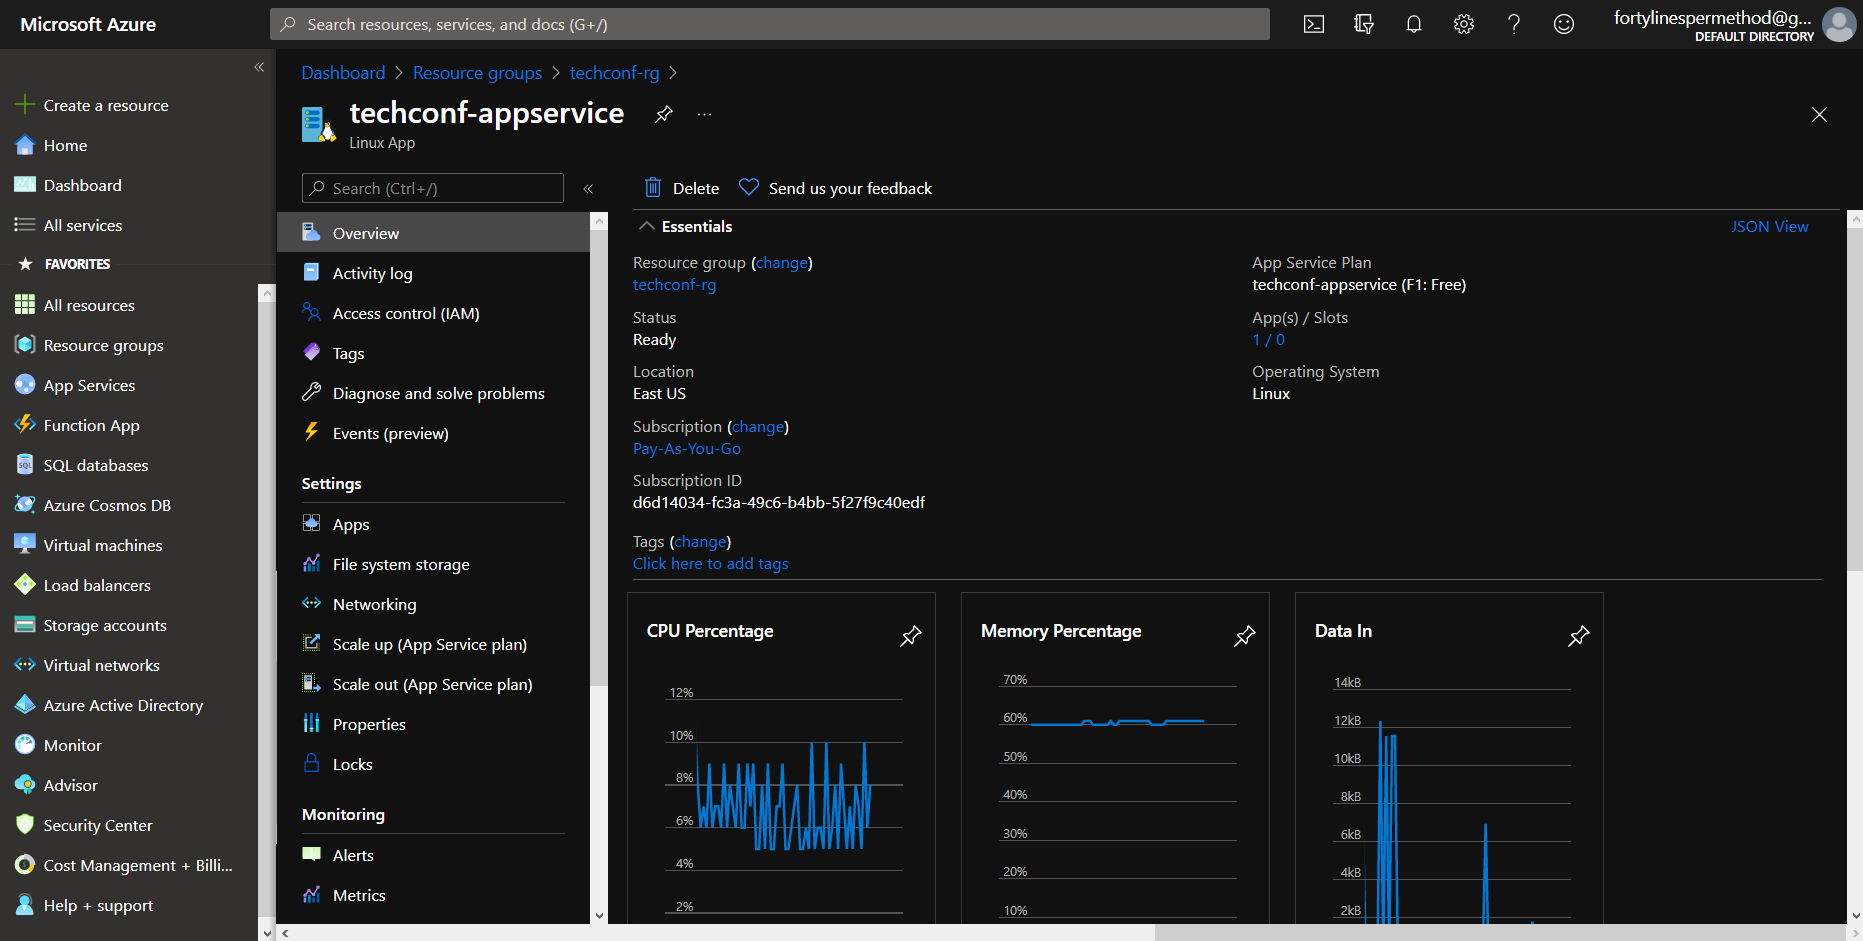 Microsoft Azure
Search resources, services, and docs (G+/)
fortylinespermethod@g...
DEFAULT DIRECTORY
«
Create a resource
Home
Dashboard
All services
FAVORITES
All resources
Resource groups
App Services
Function App
SQL databases
Azure Cosmos DB
Virtual machines
Load balancers
Storage accounts
Virtual networks
Azure Active Directory
Monitor
Advisor
Security Center
Cost Management + Billi...
Help + support
Dashboard > Resource groups > techconf-rg >
techconf-appservice
...
Linux App
Search (Ctrl+/)
«
Overview
Activity log
Access control (IAM)
Tags
Diagnose and solve problems
Events (preview)
Settings
Apps
File system storage
Networking
Scale up (App Service plan)
Scale out (App Service plan)
Properties
Locks
Monitoring
Alerts
Metrics
Delete
Send us your feedback
Essentials
JSON View
Resource group (change)
techconf-rg
Status
Ready
Location
East US
Subscription (change)
Pay-As-You-Go
Subscription ID
d6d14034-fc3a-49c6-b4bb-5f27f9c40edf
Tags (change)
Click here to add tags
App Service Plan
techconf-appservice (F1: Free)
App(s) / Slots
1 / 0
Operating System
Linux
CPU Percentage
12%
10%
8%
6%
4%
2%
Memory Percentage
70%
60%
50%
40%
30%
20%
10%
Data In
14kB
12kB
10kB
8kB
6kB
4kB
2kB